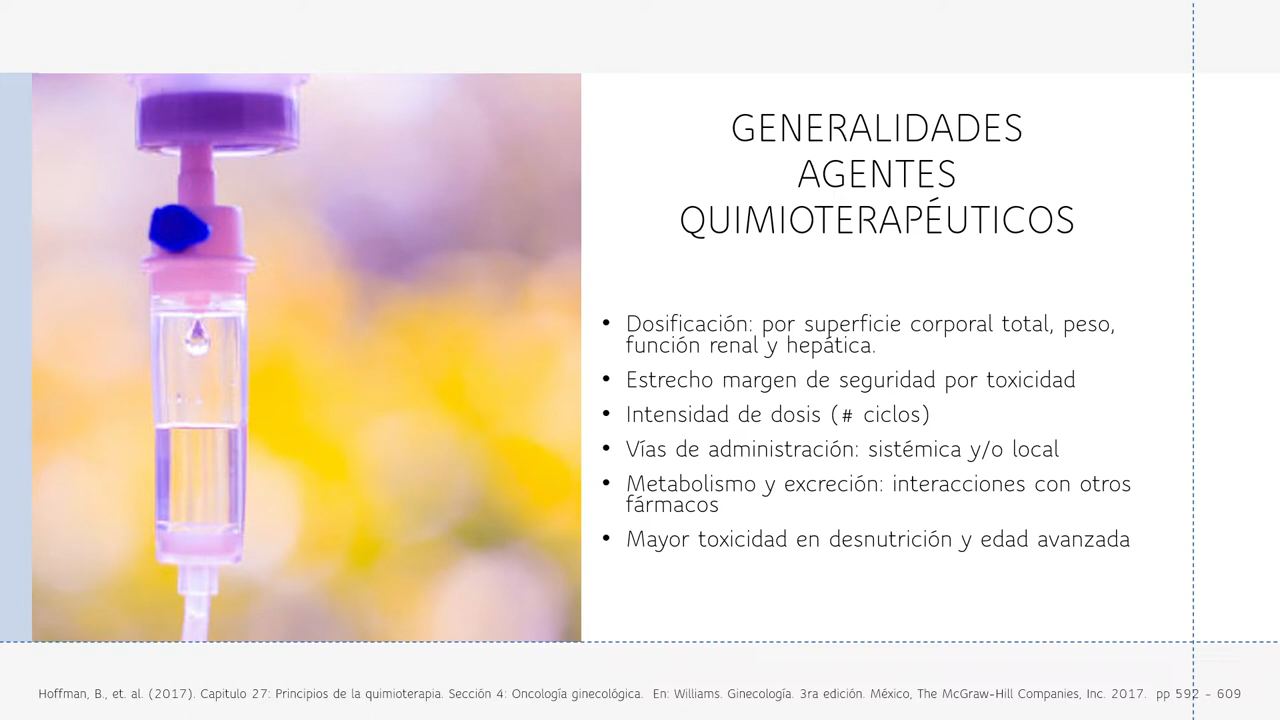 GENERALIDADES
AGENTES
QUIMIOTERAPÉUTICOS
• Dosificación: por superficie corporal total, peso,
función renal y hepática.
• Estrecho margen de seguridad por toxicidad
• Intensidad de dosis (# ciclos)
• Vías de administración: sistémica y/o local
• Metabolismo y excreción: interacciones con otros
fármacos
• Mayor toxicidad en desnutrición y edad avanzada
Hoffman, B., et. al. (2017). Capitulo 27: Principios de la quimioterapia. Sección 4: Oncología ginecológica. En: Williams. Ginecología. 3ra edición. México, The McGraw-Hill Companies, Inc. 2017. pp 592 - 609